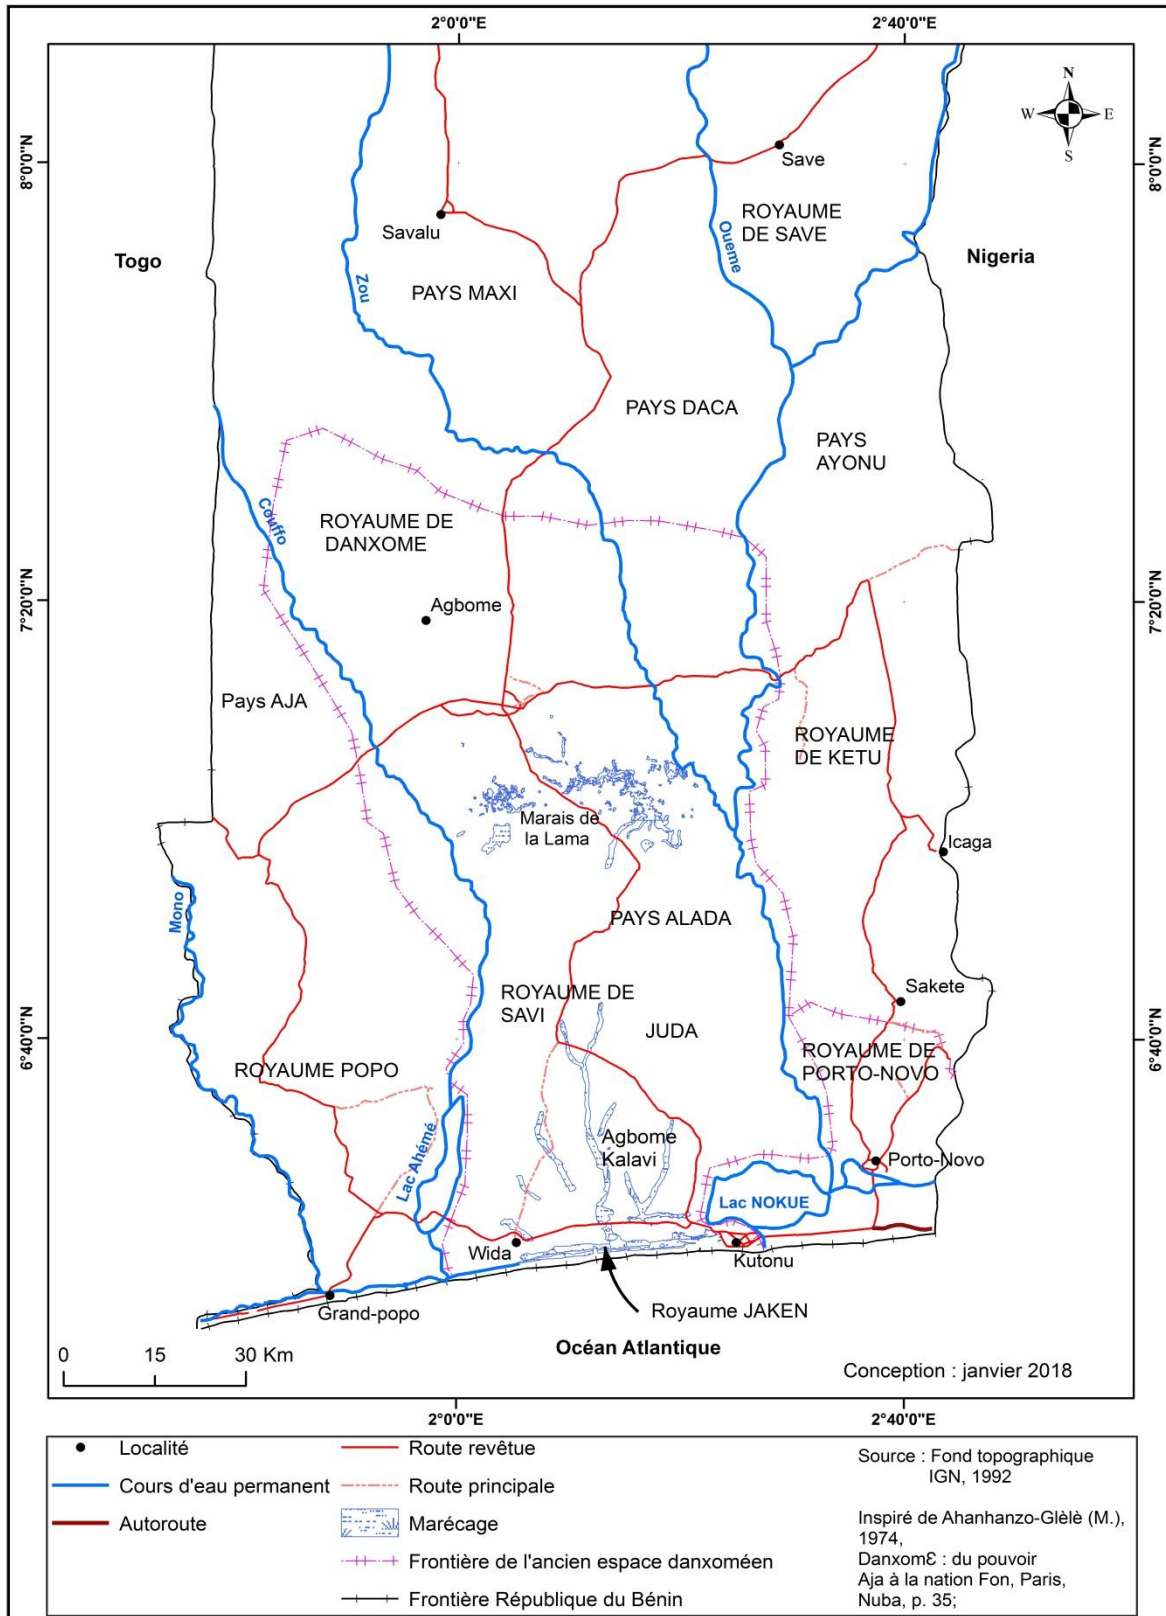 2°0'0"E
2°40'0"E
N
W
E
S
8°0'0"N
8°0'0"N
Save
Savalu
ROYAUME
DE SAVE
Oueme
Togo
Nigeria
Zou
PAYS MAXI
PAYS DACA
PAYS
AYONU
Couffo
ROYAUME DE
DANXOME
7°20'0"N
7°20'0"N
Agbome
Pays AJA
ROYAUME
DE KETU
Marais de
la Lama
Icaga
Mono
PAYS ALADA
Sakete
ROYAUME DE
SAVI
JUDA
6°40'0"N
6°40'0"N
ROYAUME POPO
ROYAUME DE
PORTO-NOVO
Agbome
Kalavi
Lac Ahémé
Porto-Novo
Lac NOKUE
Wida
Kutonu
Grand-popo
Royaume JAKEN
Océan Atlantique
0 15 30 Km
Conception : janvier 2018
2°0'0"E
2°40'0"E
Localité
Cours d'eau permanent
Autoroute
Route revêtue
Route principale
Marécage
Frontière de l'ancien espace danxoméen
Frontière République du Bénin
Source : Fond topographique
IGN, 1992
Inspiré de Ahanhanzo-Glèlè (M.),
1974,
DanxomƐ : du pouvoir
Aja à la nation Fon, Paris,
Nuba, p. 35;